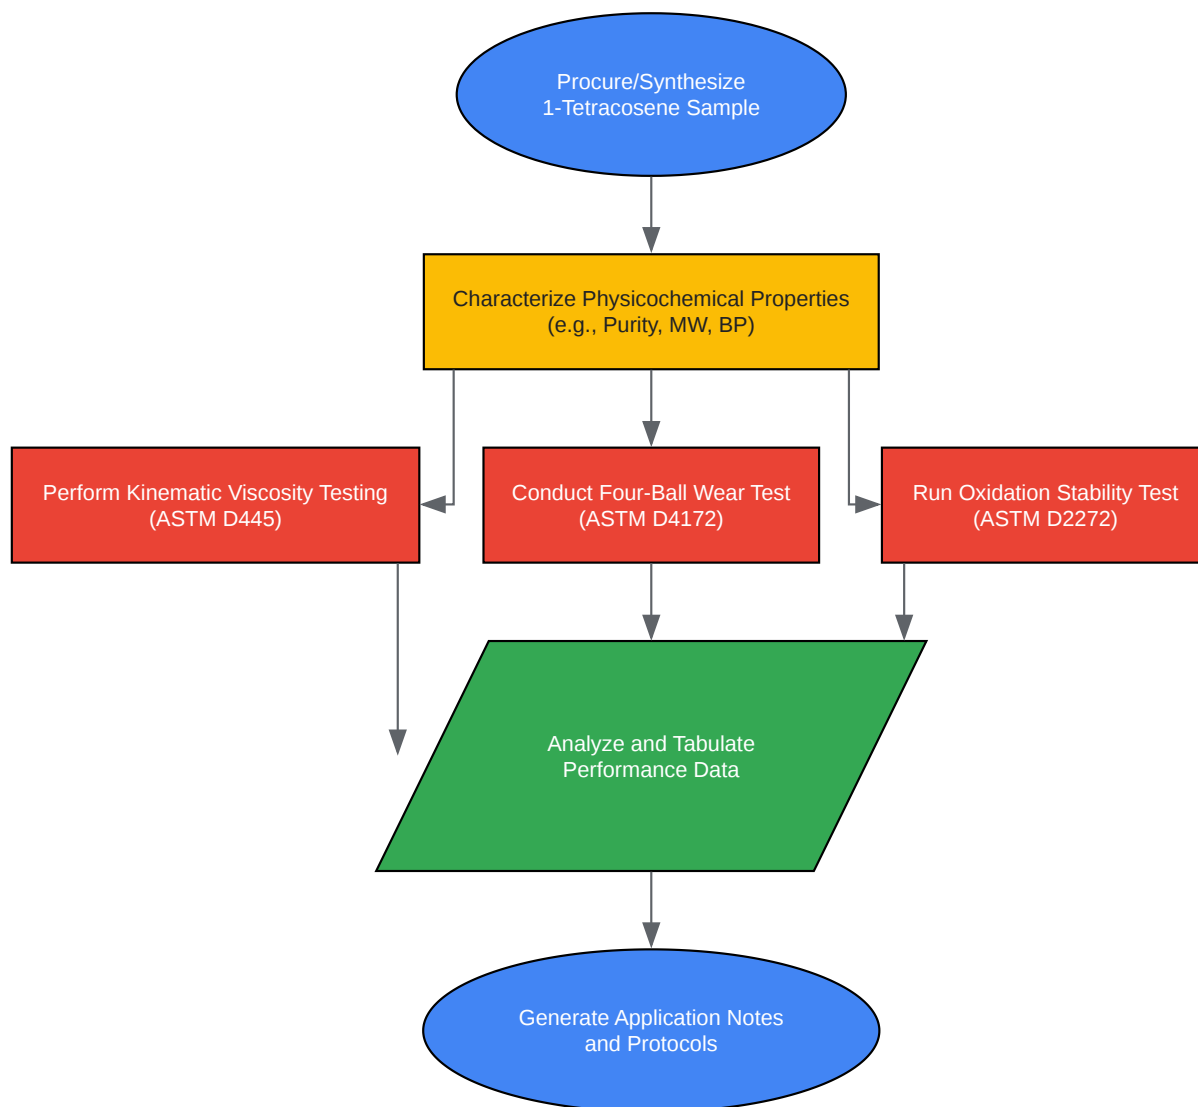 Procure/Synthesize
1-Tetracosene Sample
Characterize Physicochemical Properties
(e.g., Purity, MW, BP)
Perform Kinematic Viscosity Testing
(ASTM D445)
Conduct Four-Ball Wear Test
(ASTM D4172)
Run Oxidation Stability Test
(ASTM D2272)
Analyze and Tabulate
Performance Data
Generate Application Notes
and Protocols